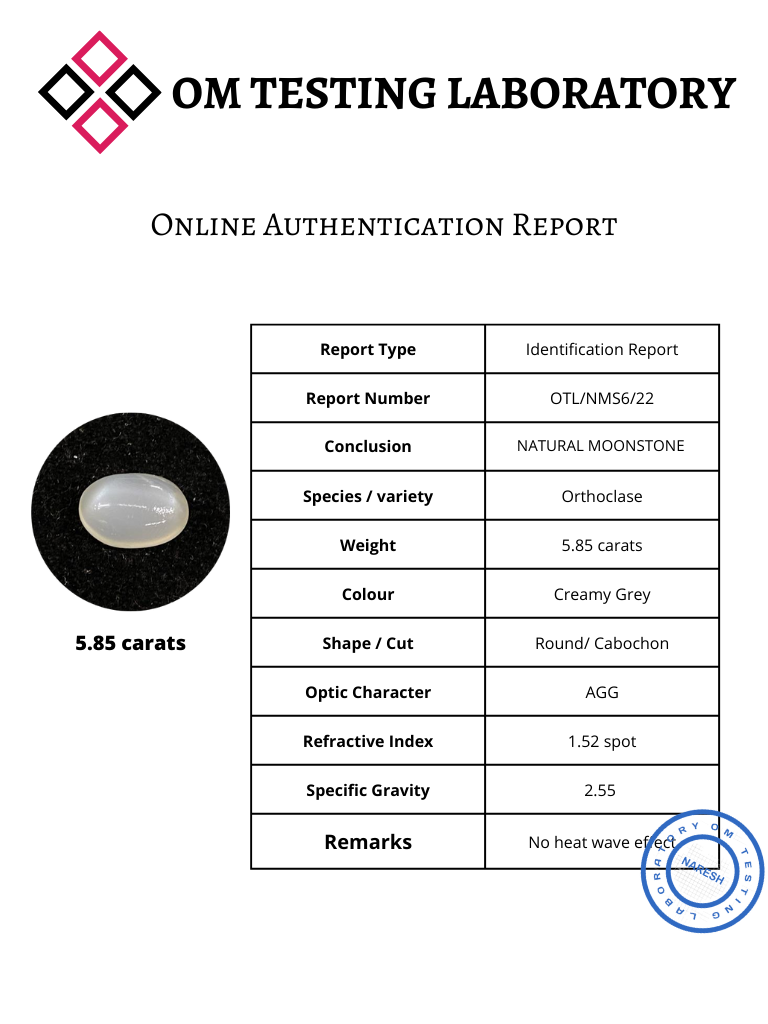 OM TESTING LABORATORY
Online Authentication Report
Report Type Identification Report
Report Number OTL/NMS6/22
Conclusion NATURAL MOONSTONE
Species / variety Orthoclase
Weight 5.85 carats
Colour Creamy Grey
5.85 carats
Shape / Cut Round/ Cabochon
Optic Character AGG
Refractive Index 1.52 spot
Specific Gravity 2.55
Remarks No heat wave effect
OM TESTING LABORATORY
NARESH